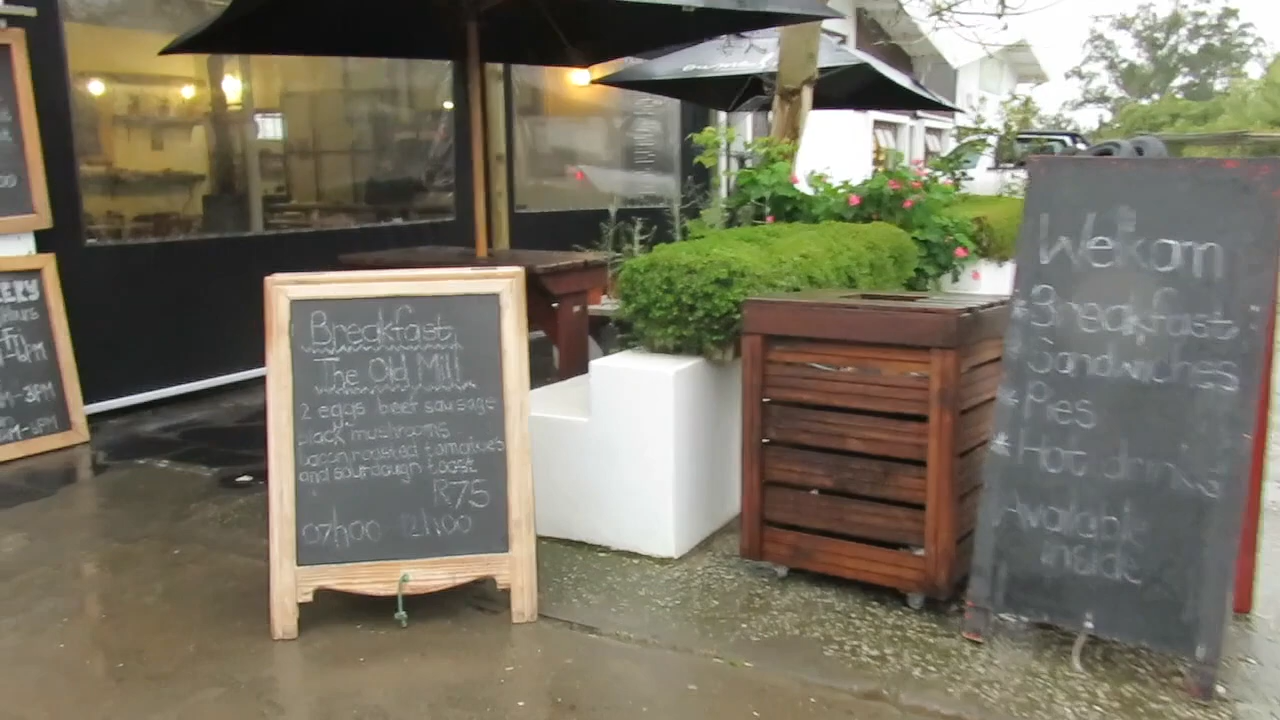 Breakfast
The Old Mill
2 eggs beef sausage
black mushrooms
bacon roasted tomatoes
and sourdough toast
R75
07h00 12h00
Welkom
* Breakfast
* Sandwiches
* Pies
* Hot drinks
Available
inside
-3PM